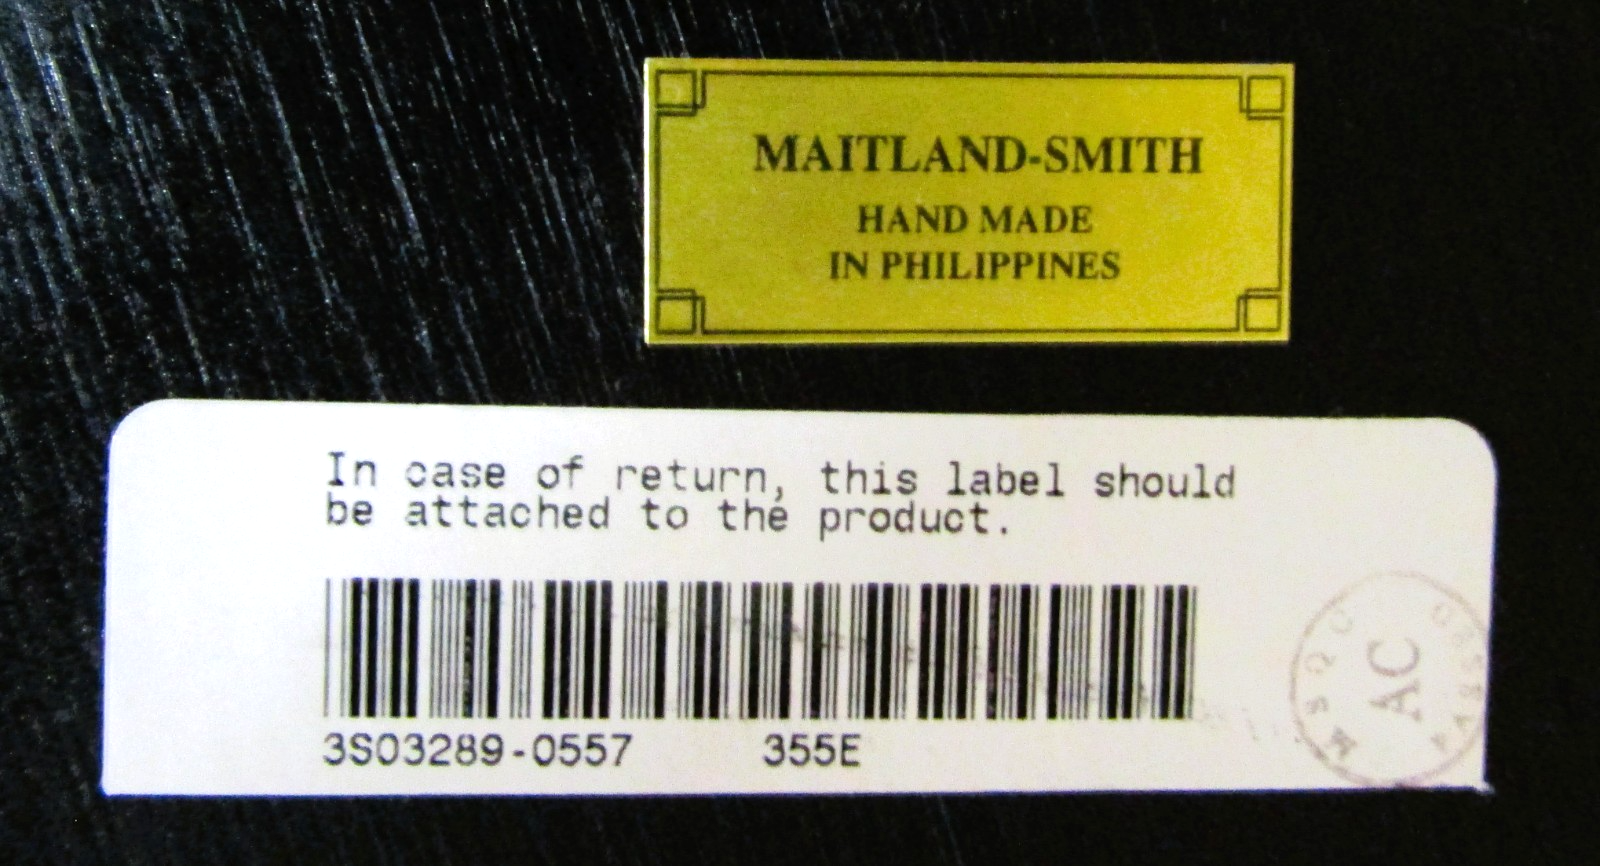 MAITLAND-SMITH
HAND MADE
IN PHILIPPINES
In case of return, this label should
be attached to the product.
3S03289-0557 355E
MSQC
AC